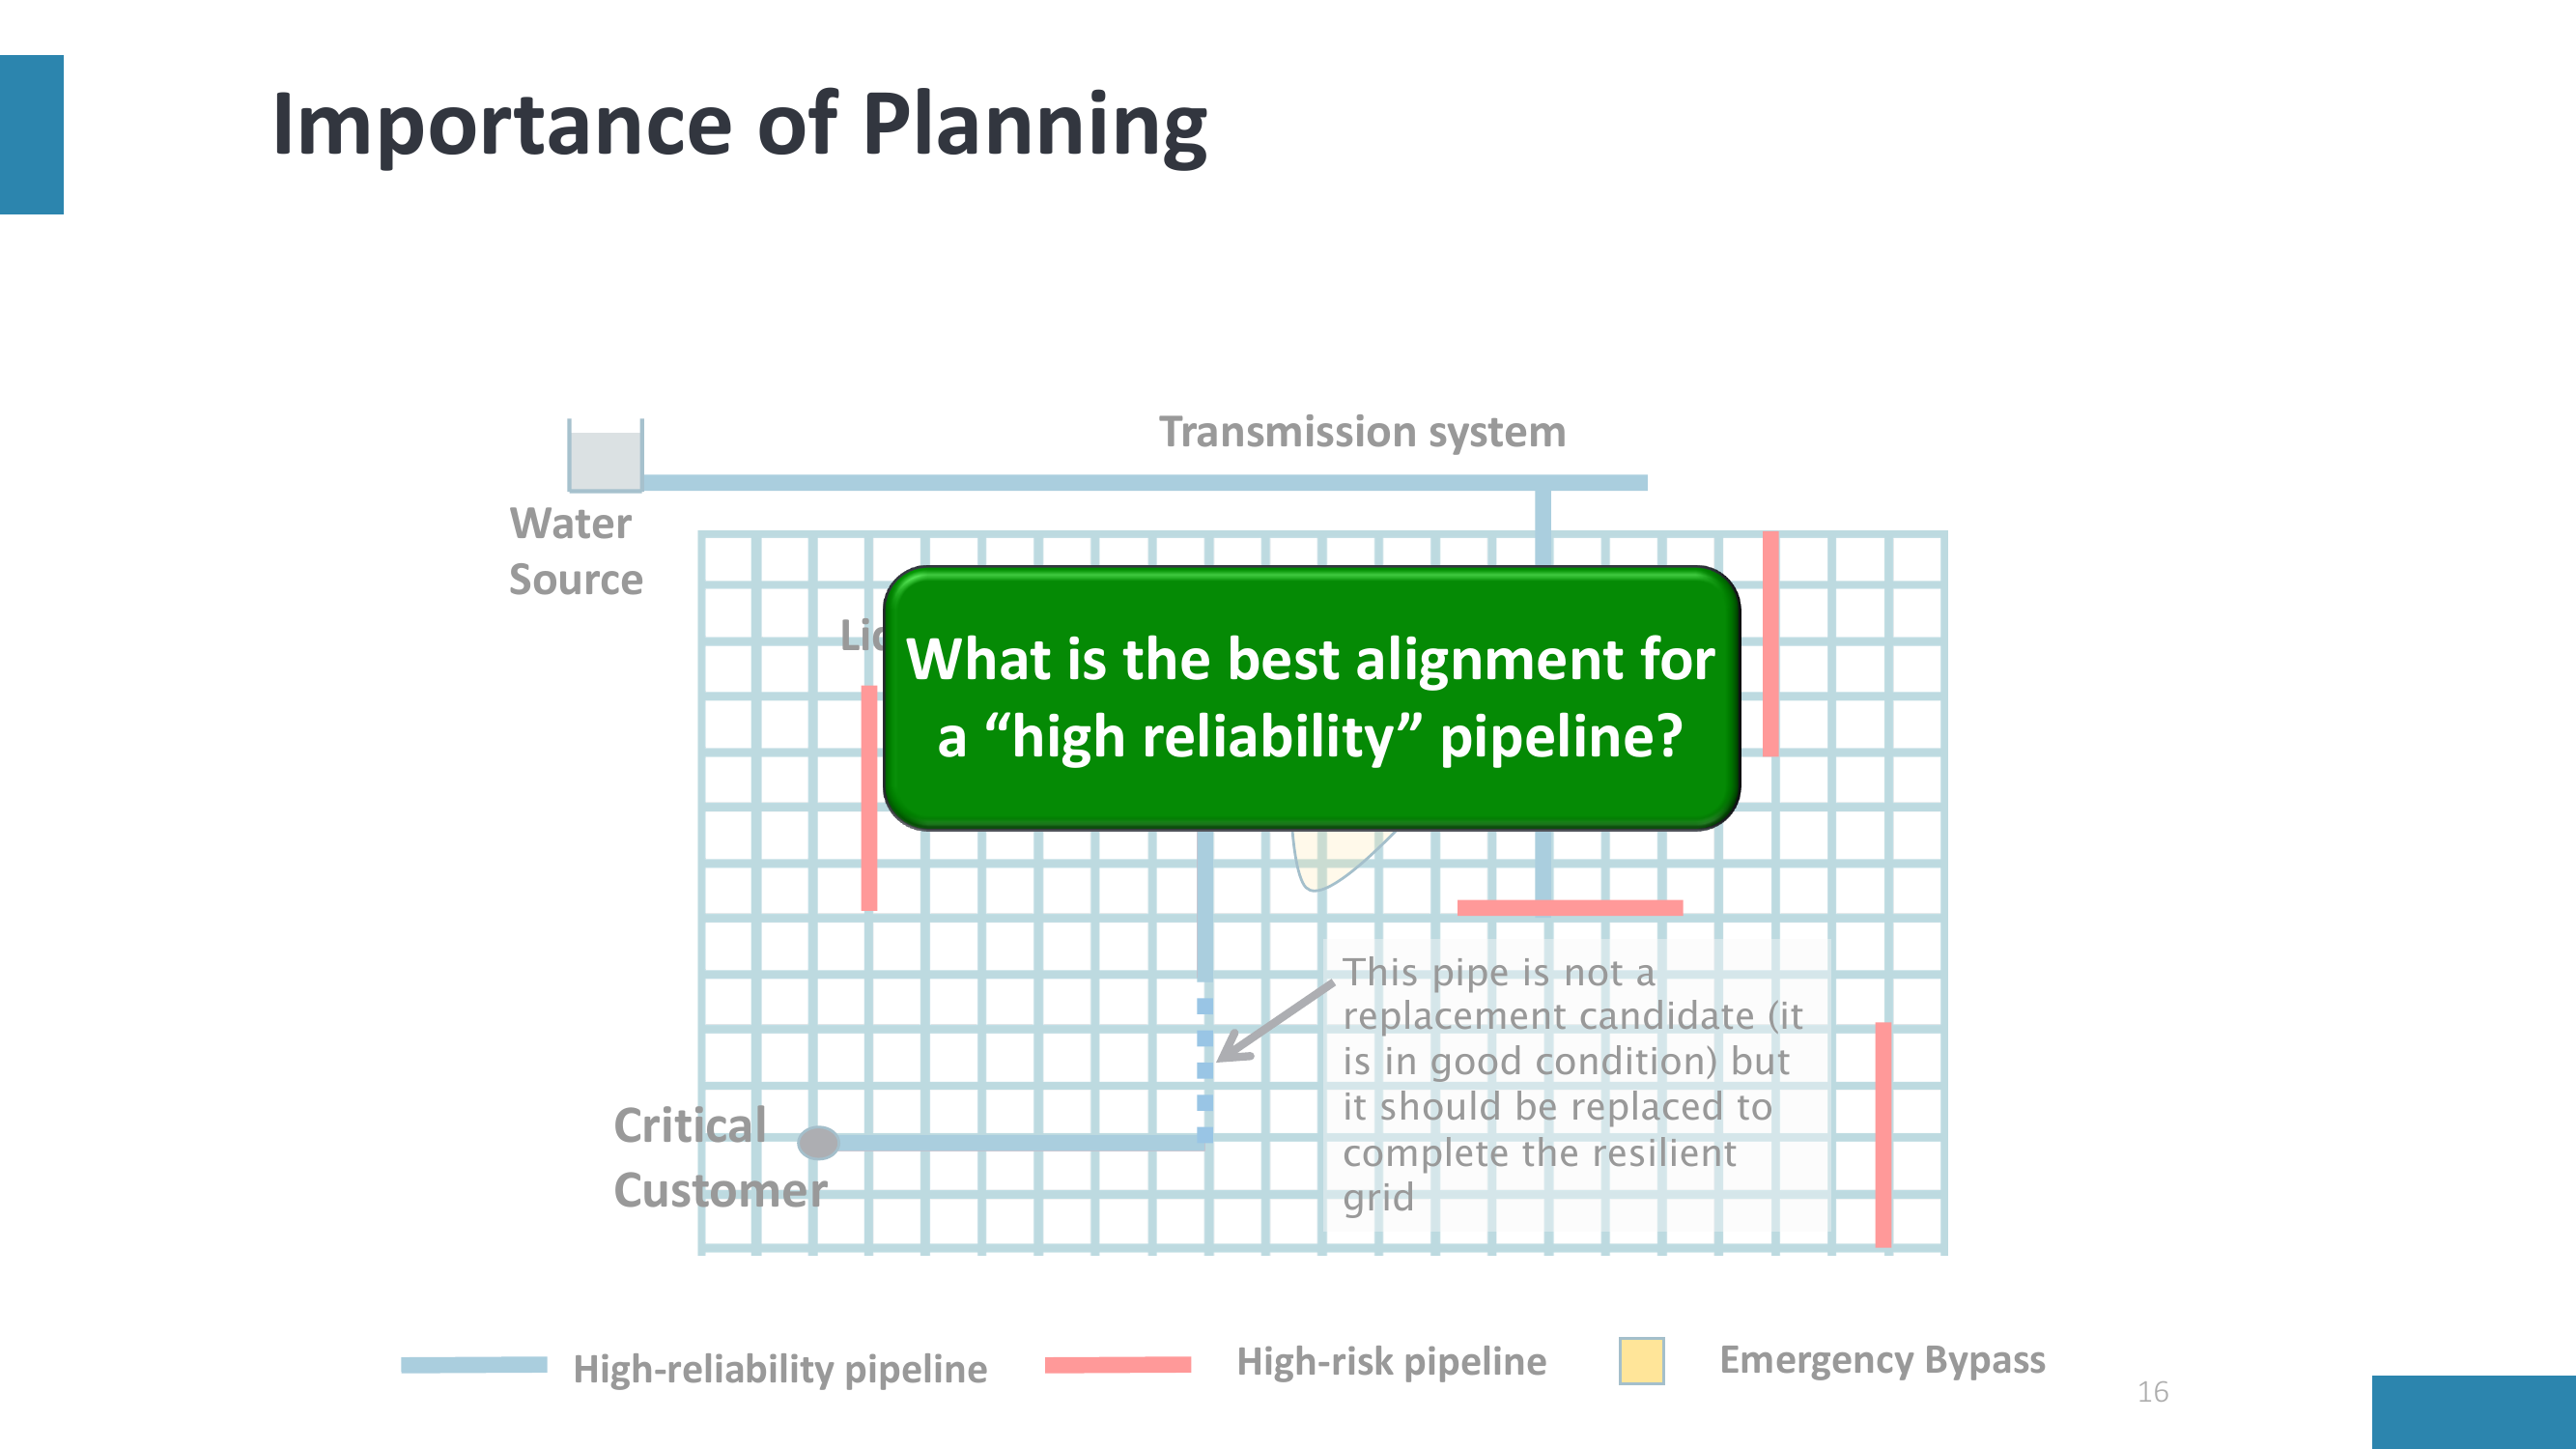 Importance of Planning
Transmission system
Water
Source
What is the best alignment for
a “high reliability” pipeline?
This pipe is not a
replacement candidate (it
is in good condition) but
it should be replaced to
complete the resilient
grid
Critical
Customer
High-reliability pipeline
High-risk pipeline
Emergency Bypass
16